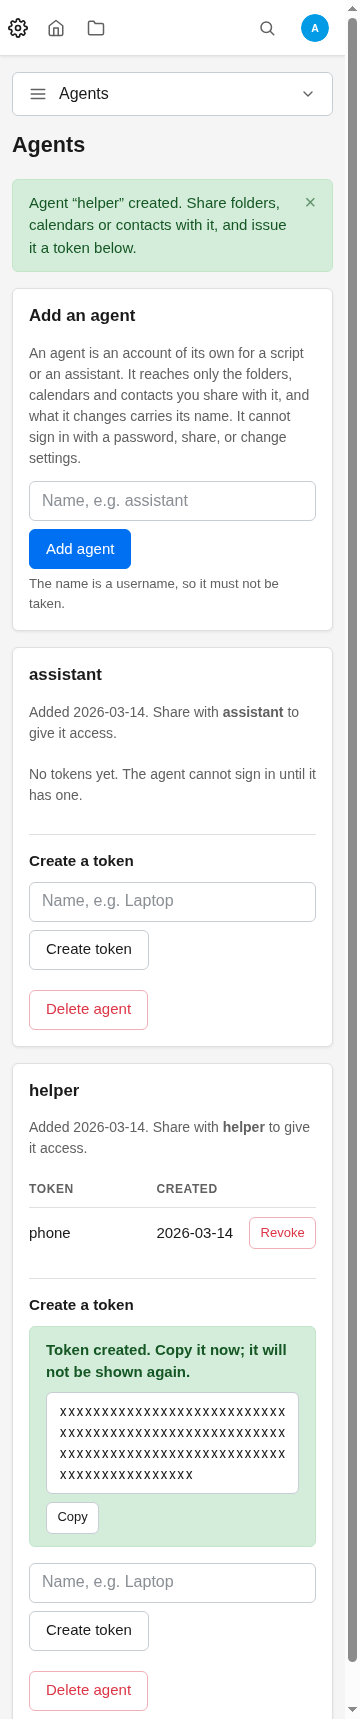 A
Agents
Agents
Agent “helper” created. Share folders,
calendars or contacts with it, and issue
it a token below.
×
Add an agent
An agent is an account of its own for a script
or an assistant. It reaches only the folders,
calendars and contacts you share with it, and
what it changes carries its name. It cannot
sign in with a password, share, or change
settings.
Name, e.g. assistant
Add agent
The name is a username, so it must not be
taken.
assistant
Added 2026-03-14. Share with assistant to
give it access.
No tokens yet. The agent cannot sign in until it
has one.
Create a token
Name, e.g. Laptop
Create token
Delete agent
helper
Added 2026-03-14. Share with helper to give
it access.
TOKEN CREATED
phone 2026-03-14 Revoke
Create a token
Token created. Copy it now; it will
not be shown again.
xxxxxxxxxxxxxxxxxxxxxxxxxxx
xxxxxxxxxxxxxxxxxxxxxxxxxxx
xxxxxxxxxxxxxxxxxxxxxxxxxxx
xxxxxxxxxxxxxxxx
Copy
Name, e.g. Laptop
Create token
Delete agent